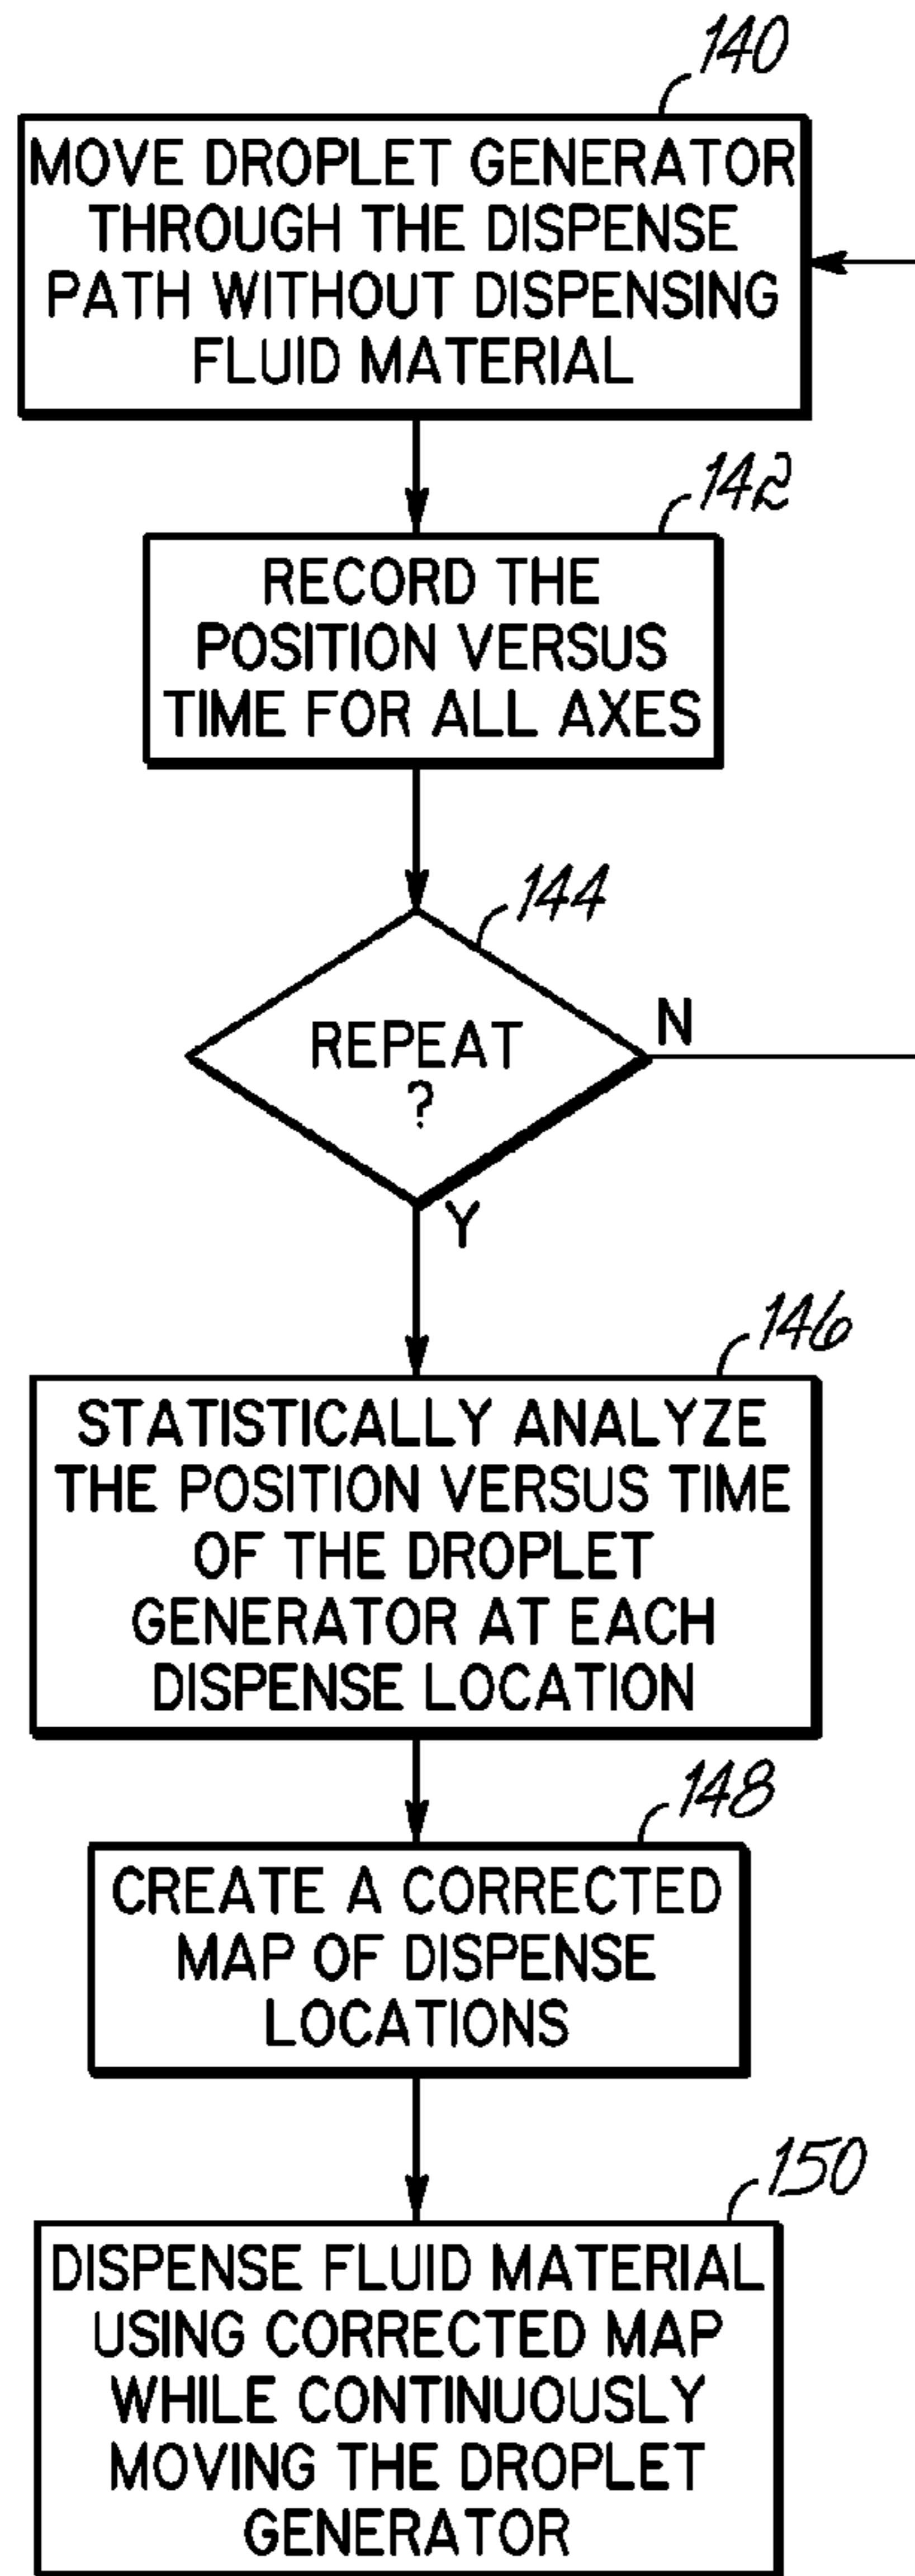 140
MOVE DROPLET GENERATOR
THROUGH THE DISPENSE
PATH WITHOUT DISPENSING
FLUID MATERIAL
142
RECORD THE
POSITION VERSUS
TIME FOR ALL AXES
144
REPEAT
?
N
Y
146
STATISTICALLY ANALYZE
THE POSITION VERSUS TIME
OF THE DROPLET
GENERATOR AT EACH
DISPENSE LOCATION
148
CREATE A CORRECTED
MAP OF DISPENSE
LOCATIONS
150
DISPENSE FLUID MATERIAL
USING CORRECTED MAP
WHILE CONTINUOUSLY
MOVING THE DROPLET
GENERATOR